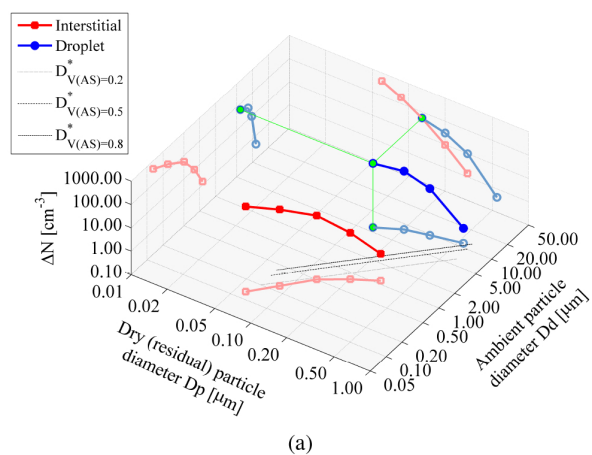 Interstitial
Droplet
D*V(AS)=0.2
D*V(AS)=0.5
D*V(AS)=0.8
1000.00
100.00
10.00
1.00
0.10
ΔN [cm-3]
0.01
0.02
0.05
0.10
0.20
0.50
1.00
Dry (residual) particle
diameter Dp [μm]
50.00
20.00
10.00
5.00
2.00
1.00
0.50
0.20
0.10
0.05
Ambient particle
diameter Dd [μm]
(a)